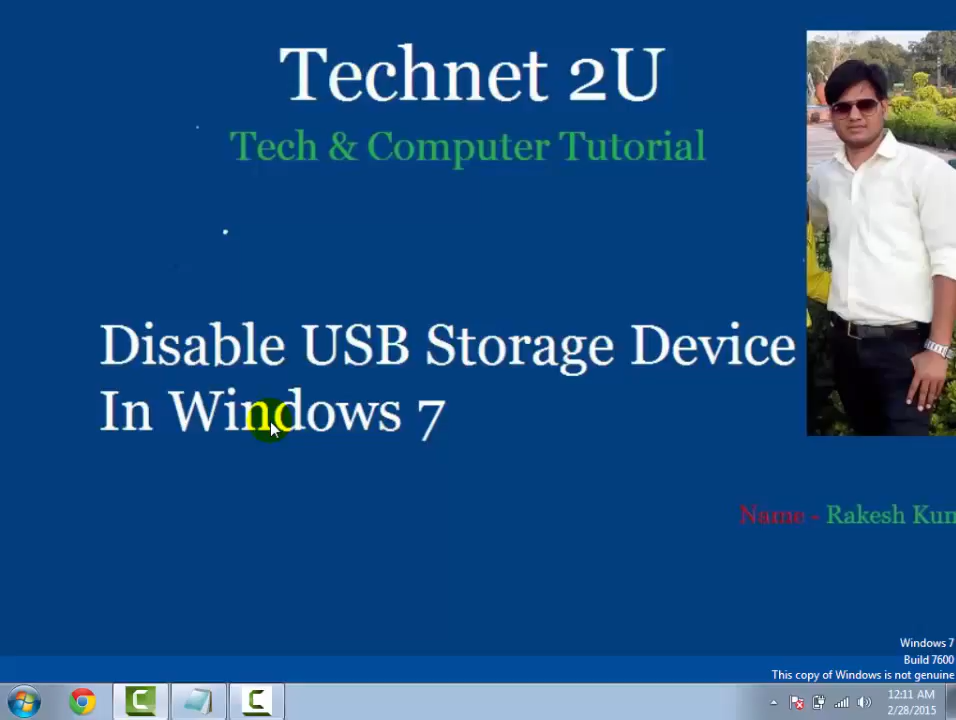 Technet 2U
Tech & Computer Tutorial
Disable USB Storage Device
In Windows 7
Name - Rakesh Kum
Windows 7
Build 7600
This copy of Windows is not genuine
12:11 AM
2/28/2015